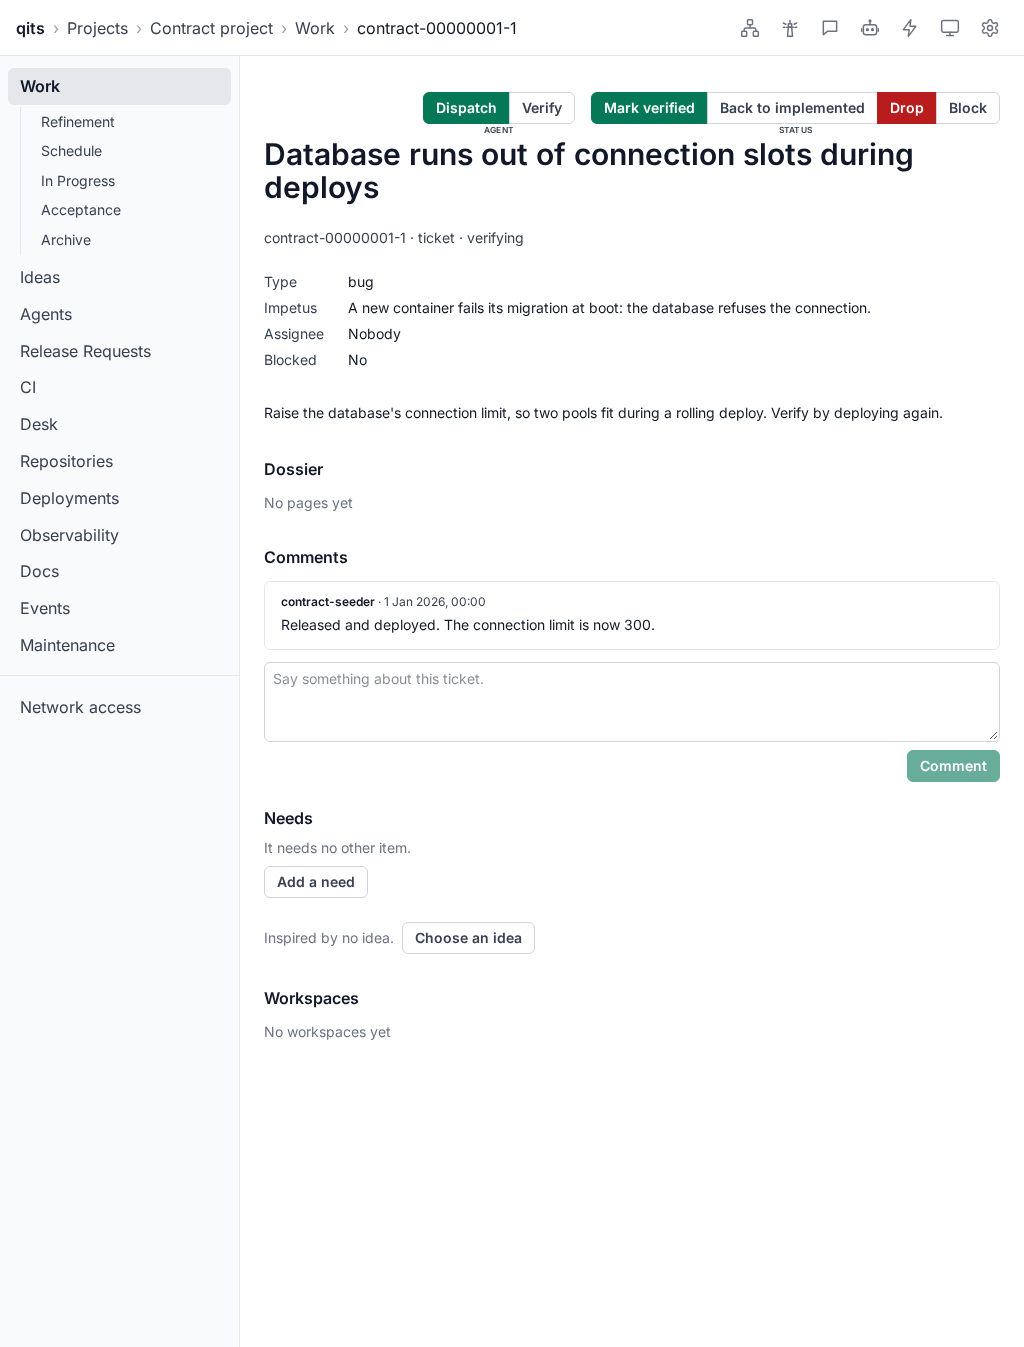 qits › Projects › Contract project › Work › contract-00000001-1
Work
Refinement
Schedule
In Progress
Acceptance
Archive
Ideas
Agents
Release Requests
CI
Desk
Repositories
Deployments
Observability
Docs
Events
Maintenance
Network access
Dispatch Verify
AGENT
Mark verified Back to implemented Drop Block
STATUS
Database runs out of connection slots during
deploys
contract-00000001-1 · ticket · verifying
Type bug
Impetus A new container fails its migration at boot: the database refuses the connection.
Assignee Nobody
Blocked No
Raise the database's connection limit, so two pools fit during a rolling deploy. Verify by deploying again.
Dossier
No pages yet
Comments
contract-seeder · 1 Jan 2026, 00:00
Released and deployed. The connection limit is now 300.
Say something about this ticket.
Comment
Needs
It needs no other item.
Add a need
Inspired by no idea. Choose an idea
Workspaces
No workspaces yet